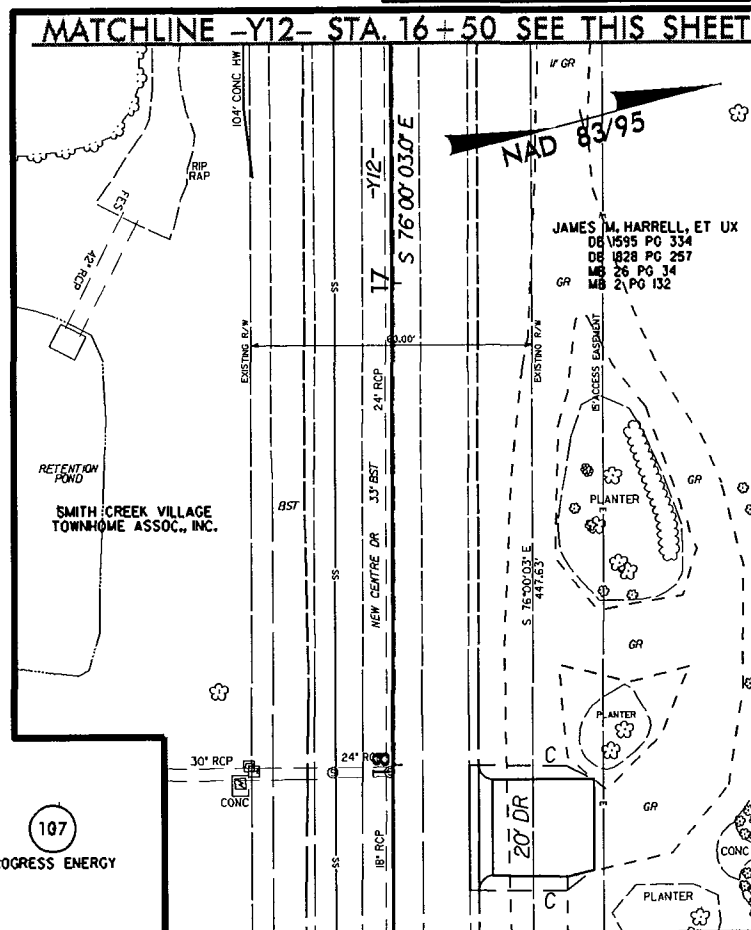 MATCHLINE -Y12- STA. 16+50 SEE THIS SHEET
11' GR
104' CONC HW
-Y12-
S 76°00'03.0" E
NAD 83/95
RIP
RAP
FES
42" RCP
JAMES M. HARRELL, ET UX
DB 1595 PG 334
DB 1828 PG 257
MB 26 PG 34
MB 2 PG 132
GR
17
SS
EXISTING R/W
60.00'
EXISTING R/W
15' ACCESS EASEMENT
24" RCP
RETENTION
POND
SMITH CREEK VILLAGE
TOWNHOME ASSOC., INC.
BST
33' BST
NEW CENTRE DR
GR
PLANTER
E
S 76°00'03" E
447.63'
SS
GR
PLANTER
30" RCP
24" RCP
18
C
CONC
E
GR
20' DR
18" RCP
SS
107
OGRESS ENERGY
CONC
C
PLANTER